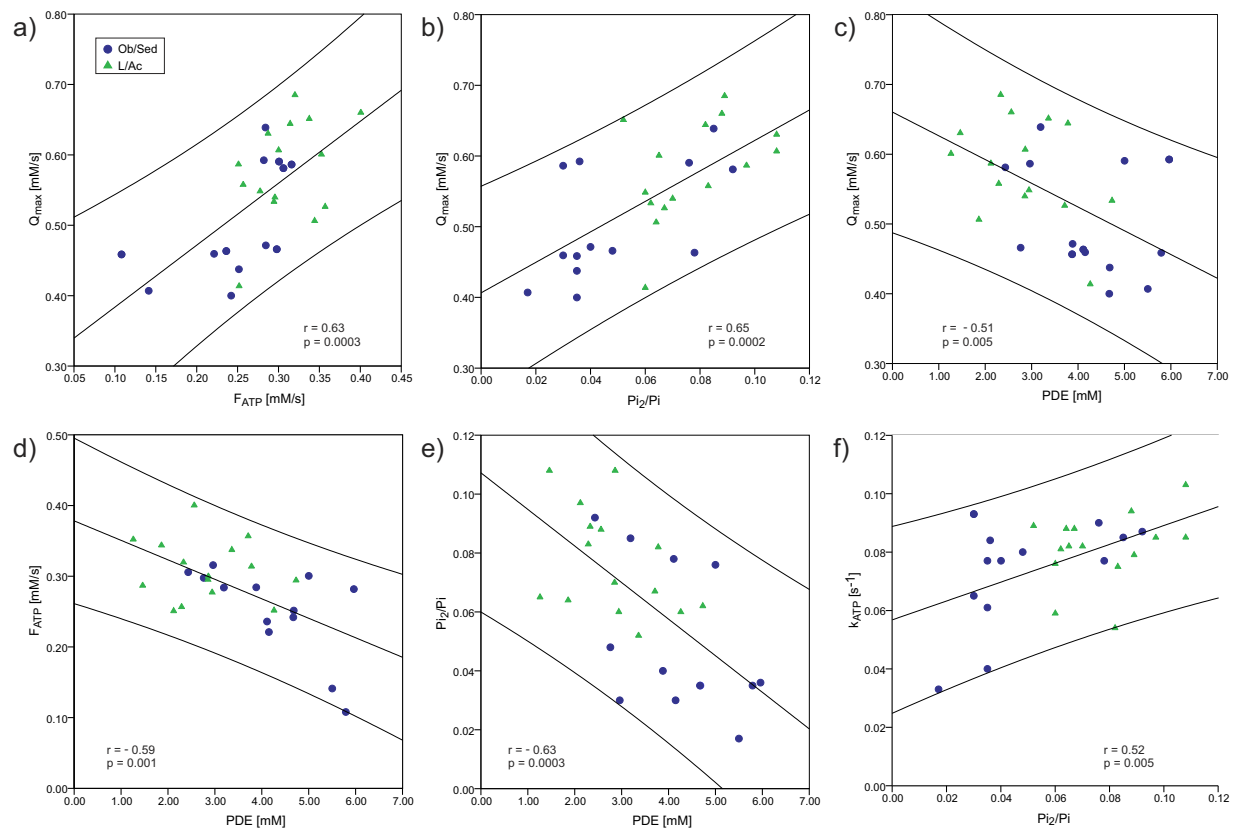 a)
Ob/Sed
L/Ac
0.80
0.70
0.60
0.50
0.40
0.30
Qmax [mM/s]
0.05 0.10 0.15 0.20 0.25 0.30 0.35 0.40 0.45
FATP [mM/s]
r = 0.63
p = 0.0003
b)
0.80
0.70
0.60
0.50
0.40
0.30
Qmax [mM/s]
0.00 0.02 0.04 0.06 0.08 0.10 0.12
Pi2/Pi
r = 0.65
p = 0.0002
c)
0.80
0.70
0.60
0.50
0.40
0.30
Qmax [mM/s]
0.00 1.00 2.00 3.00 4.00 5.00 6.00 7.00
PDE [mM]
r = - 0.51
p = 0.005
d)
0.50
0.40
0.30
0.20
0.10
0.00
FATP [mM/s]
0.00 1.00 2.00 3.00 4.00 5.00 6.00 7.00
PDE [mM]
r = - 0.59
p = 0.001
e)
0.12
0.10
0.08
0.06
0.04
0.02
0.00
Pi2/Pi
0.00 1.00 2.00 3.00 4.00 5.00 6.00 7.00
PDE [mM]
r = - 0.63
p = 0.0003
f)
0.12
0.10
0.08
0.06
0.04
0.02
0.00
kATP [s-1]
0.00 0.02 0.04 0.06 0.08 0.10 0.12
Pi2/Pi
r = 0.52
p = 0.005